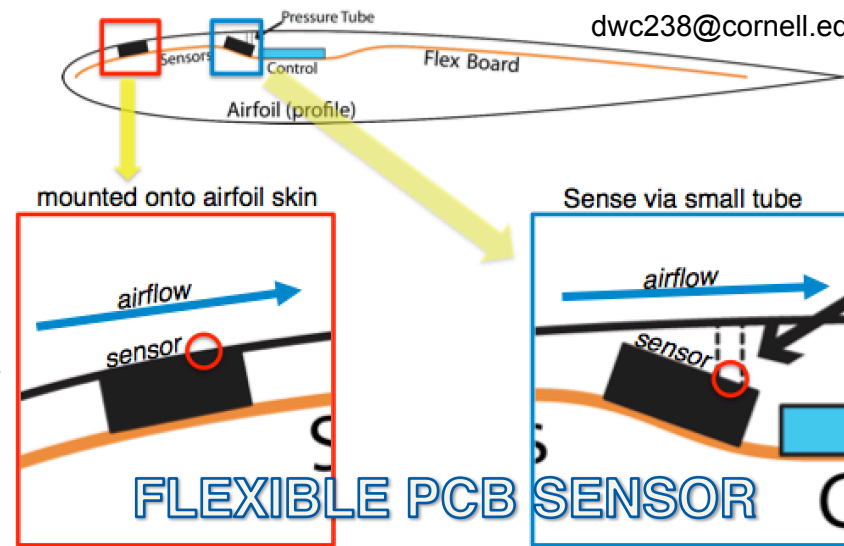 Pressure Tube
dwc238@cornell.ed
Sensors
Control
Flex Board
Airfoil (profile)
mounted onto airfoil skin
Sense via small tube
airflow
airflow
sensor
sensor
S
s
C
FLEXIBLE PCB SENSOR